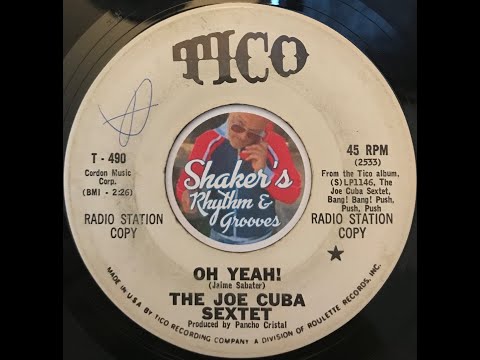 TICO
T - 490
Cordon Music
Corp.
(BMI - 2:26)
RADIO STATION
COPY
Shaker's
Rhythm &
Grooves
45 RPM
(2533)
From the Tico album,
(S)LP1146, The
Joe Cuba Sextet,
Bang! Bang! Push,
Push, Push
RADIO STATION
COPY
OH YEAH!
(Jaime Sabater)
THE JOE CUBA
SEXTET
Produced by Pancho Cristal
MADE IN U.S.A BY TICO RECORDING COMPANY A DIVISION OF ROULETTE RECORDS, INC.